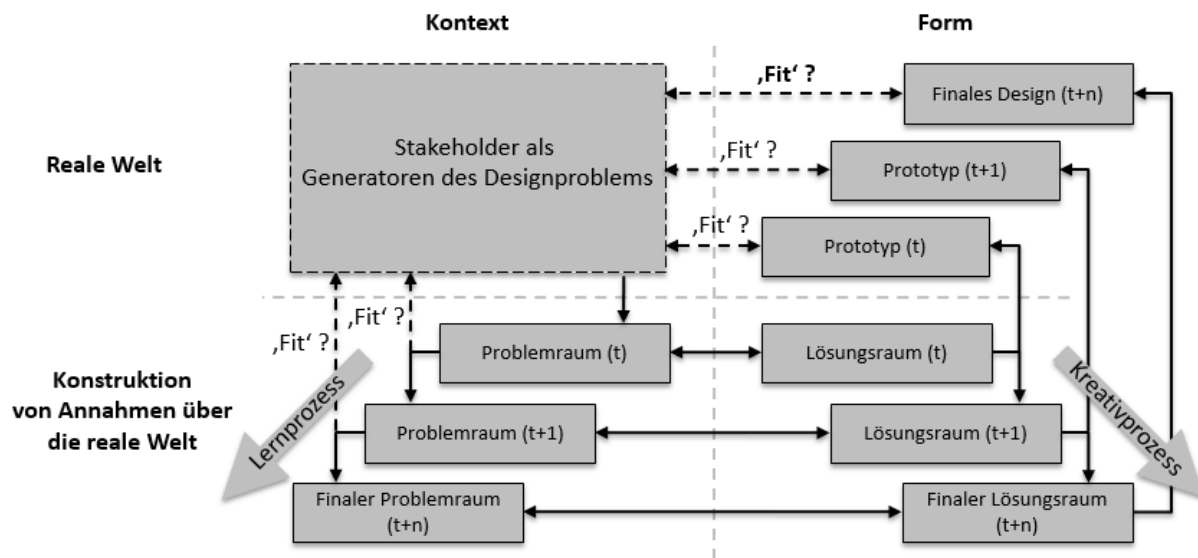 Kontext
Form
Reale Welt
Stakeholder als
Generatoren des Designproblems
‚Fit‘ ?
Finales Design (t+n)
‚Fit‘ ?
Prototyp (t+1)
‚Fit‘ ?
Prototyp (t)
‚Fit‘ ?
‚Fit‘ ?
Konstruktion
von Annahmen über
die reale Welt
Lernprozess
Problemraum (t)
Lösungsraum (t)
Kreativprozess
Problemraum (t+1)
Lösungsraum (t+1)
Finaler Problemraum
(t+n)
Finaler Lösungsraum
(t+n)